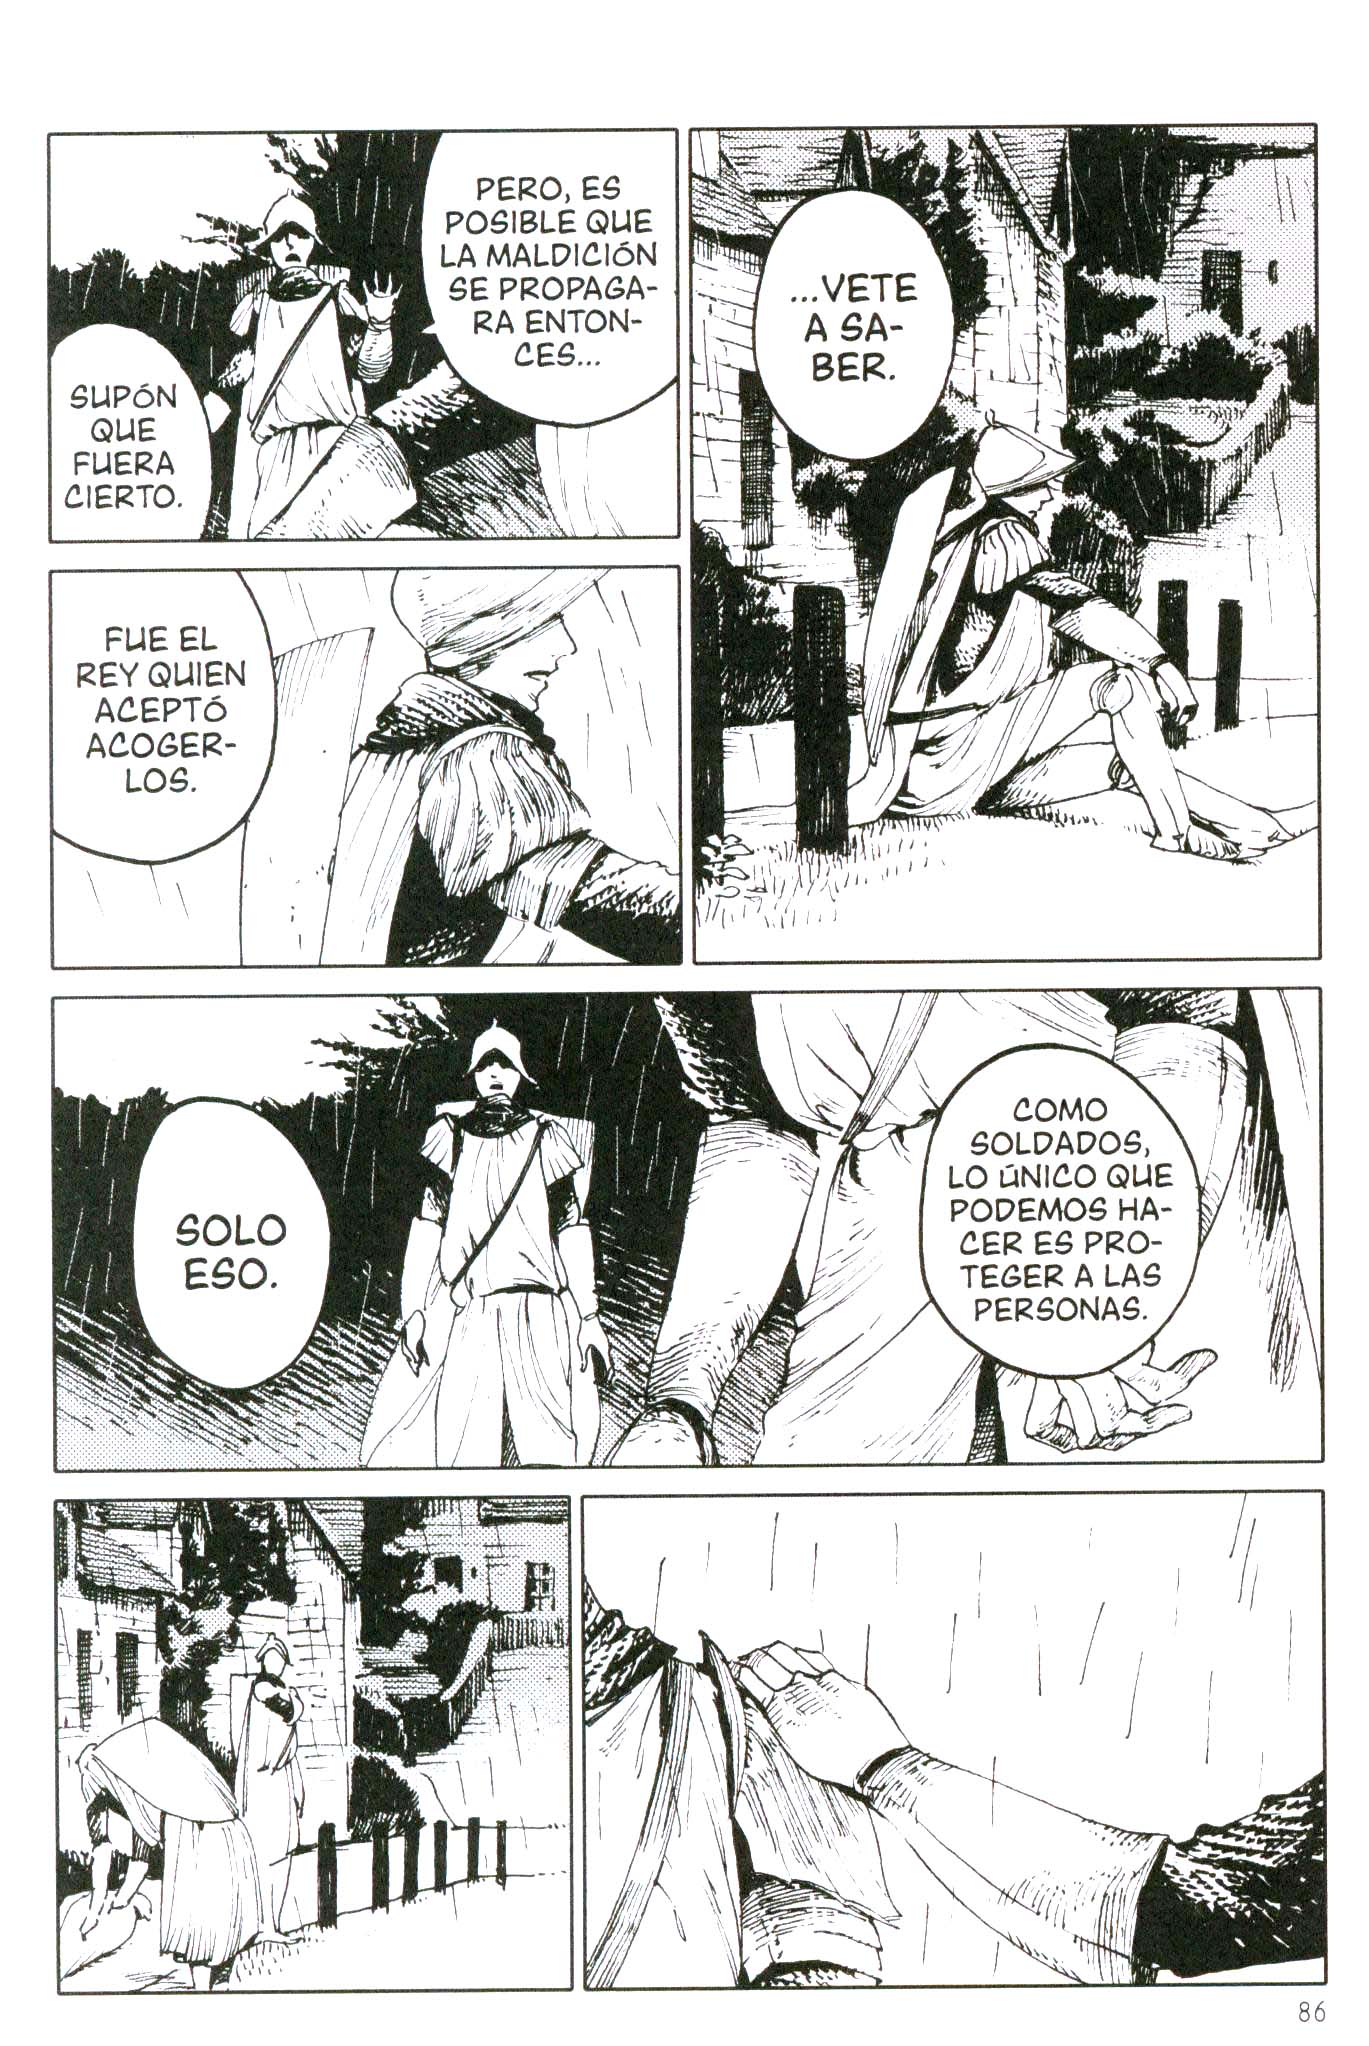 ...VETE
A SA-
BER.
PERO, ES
POSIBLE QUE
LA MALDICIÓN
SE PROPAGA-
RA ENTON-
CES...
SUPÓN
QUE
FUERA
CIERTO.
FUE EL
REY QUIEN
ACEPTÓ
ACOGER-
LOS.
COMO
SOLDADOS,
LO ÚNICO QUE
PODEMOS HA-
CER ES PRO-
TEGER A LAS
PERSONAS.
SOLO
ESO.
86